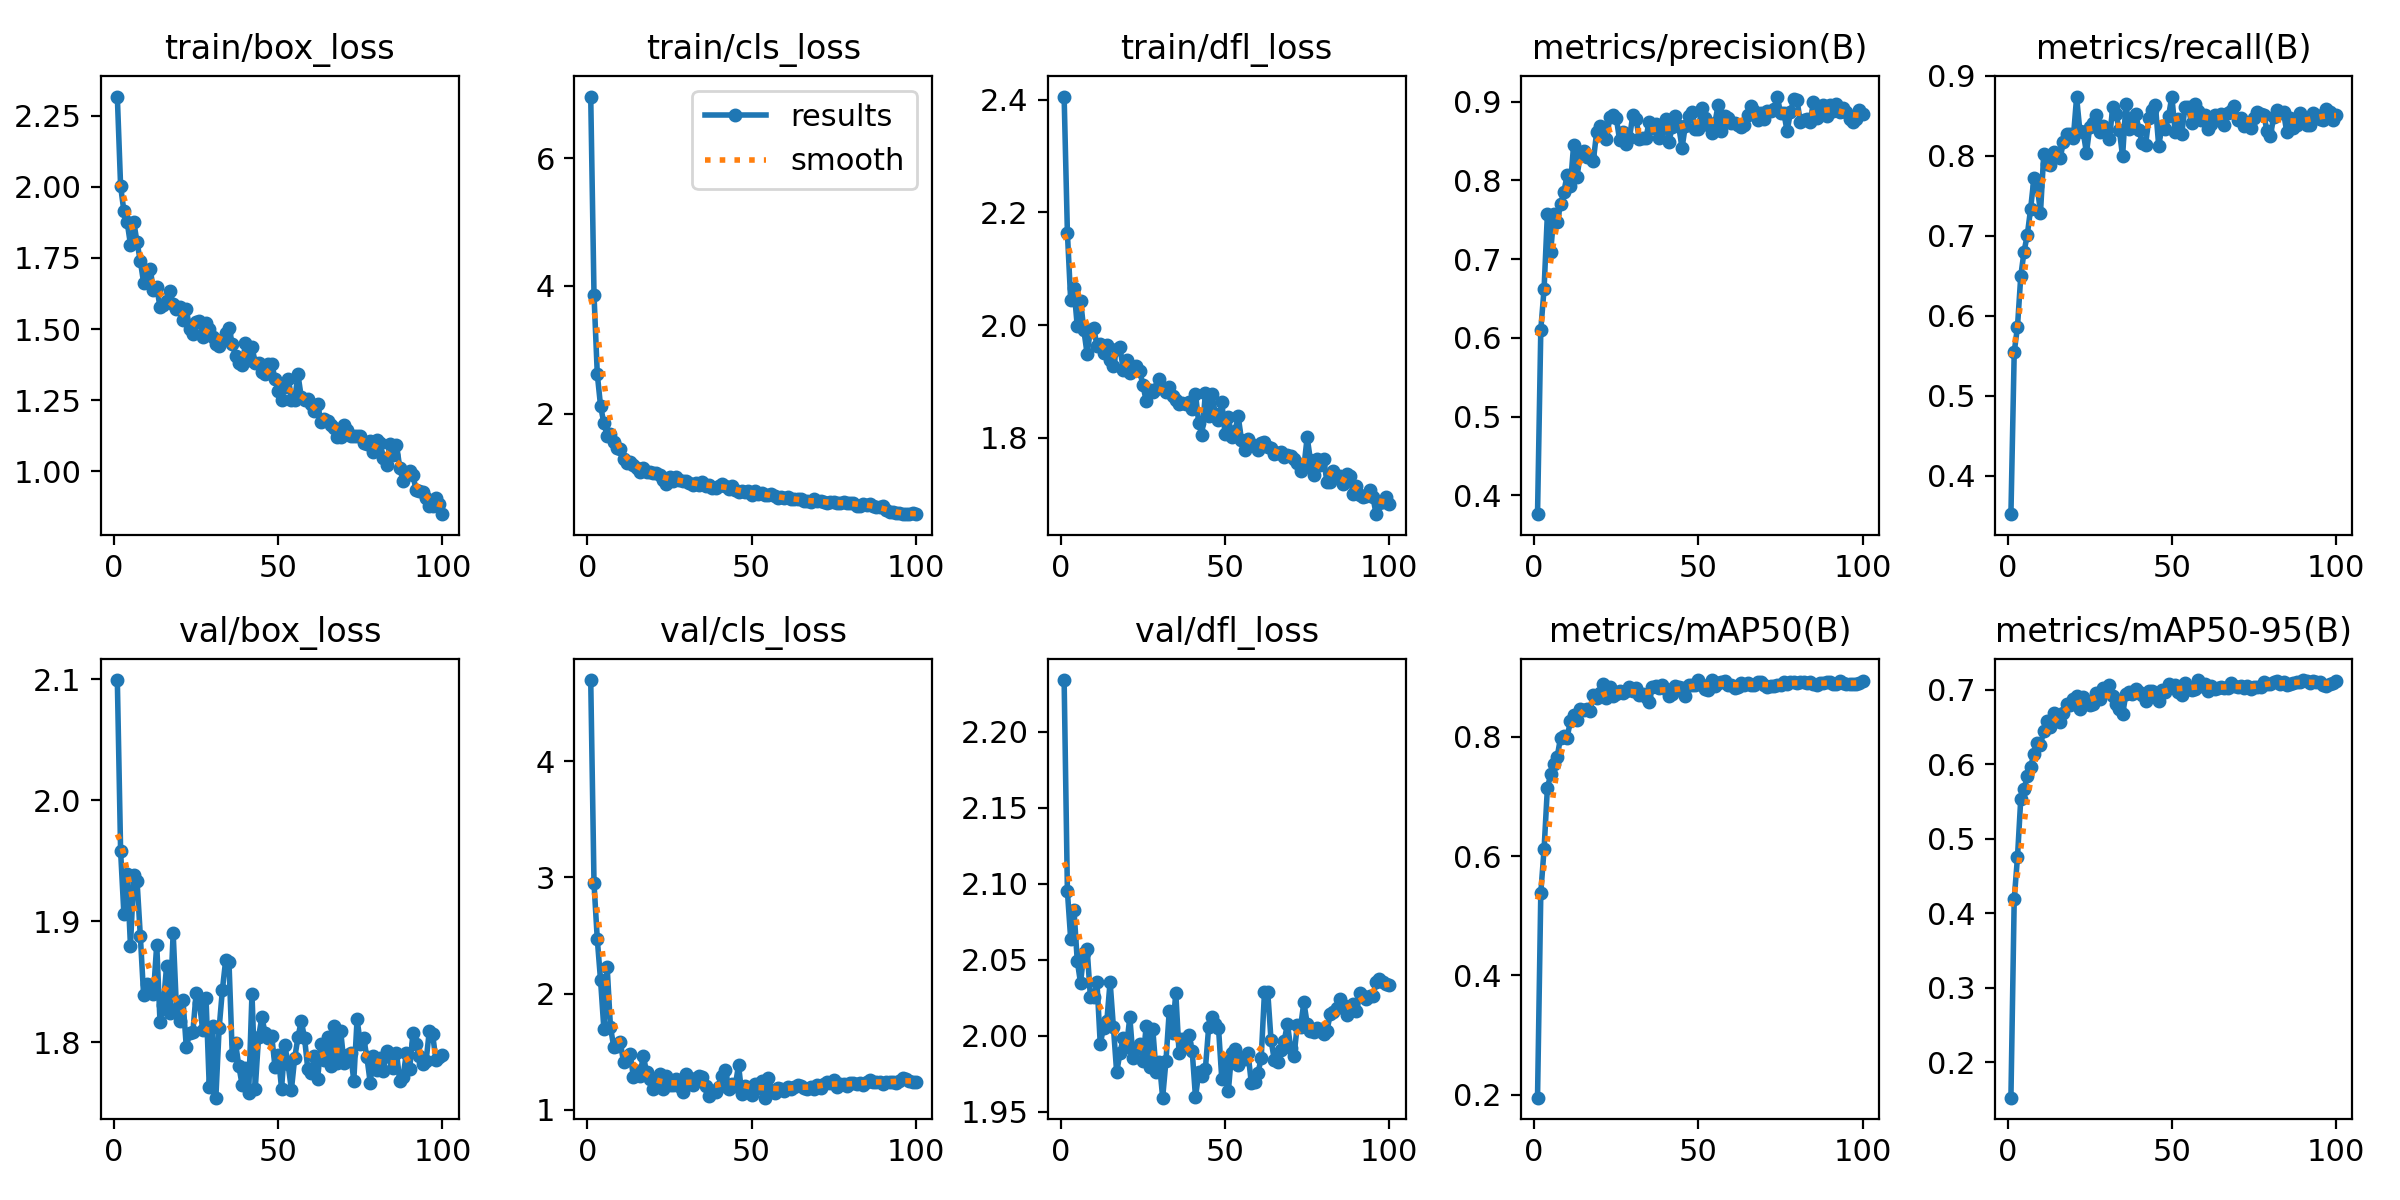 train/box_loss
2.25
2.00
1.75
1.50
1.25
1.00
0 50 100
train/cls_loss
results
smooth
6
4
2
0 50 100
train/dfl_loss
2.4
2.2
2.0
1.8
0 50 100
metrics/precision(B)
0.9
0.8
0.7
0.6
0.5
0.4
0 50 100
metrics/recall(B)
0.9
0.8
0.7
0.6
0.5
0.4
0 50 100
val/box_loss
2.1
2.0
1.9
1.8
0 50 100
val/cls_loss
4
3
2
1
0 50 100
val/dfl_loss
2.20
2.15
2.10
2.05
2.00
1.95
0 50 100
metrics/mAP50(B)
0.8
0.6
0.4
0.2
0 50 100
metrics/mAP50-95(B)
0.7
0.6
0.5
0.4
0.3
0.2
0 50 100